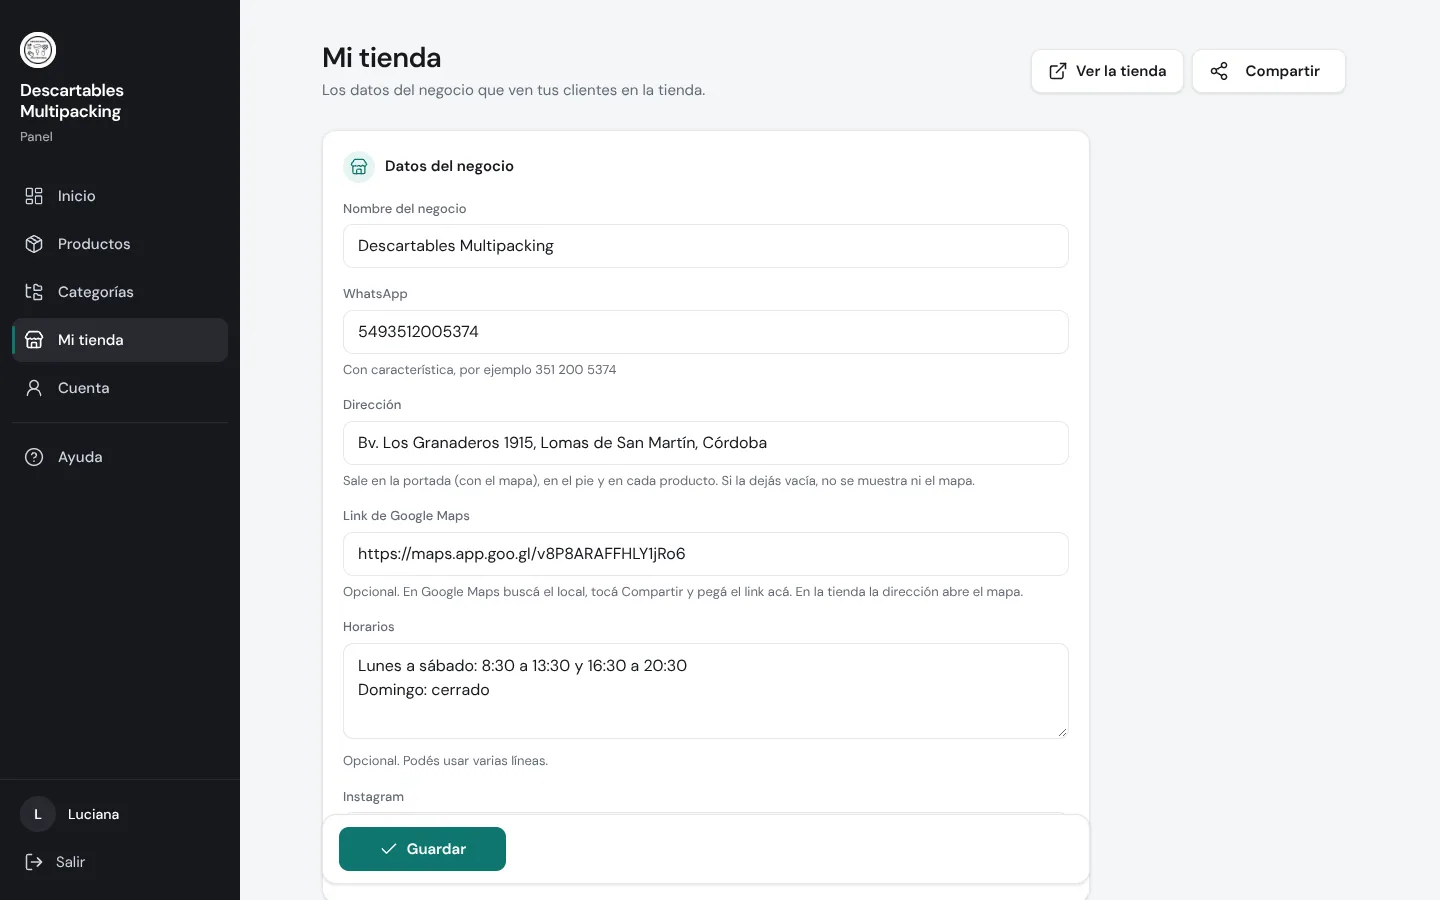 Descartables
Multipacking
Panel
Inicio
Productos
Categorías
Mi tienda
Cuenta
Ayuda
L
Luciana
Salir
Mi tienda
Los datos del negocio que ven tus clientes en la tienda.
Ver la tienda
Compartir
Datos del negocio
Nombre del negocio
Descartables Multipacking
WhatsApp
5493512005374
Con característica, por ejemplo 351 200 5374
Dirección
Bv. Los Granaderos 1915, Lomas de San Martín, Córdoba
Sale en la portada (con el mapa), en el pie y en cada producto. Si la dejás vacía, no se muestra ni el mapa.
Link de Google Maps
https://maps.app.goo.gl/v8P8ARAFFHLY1jRo6
Opcional. En Google Maps buscá el local, tocá Compartir y pegá el link acá. En la tienda la dirección abre el mapa.
Horarios
Lunes a sábado: 8:30 a 13:30 y 16:30 a 20:30
Domingo: cerrado
Opcional. Podés usar varias líneas.
Instagram
Guardar